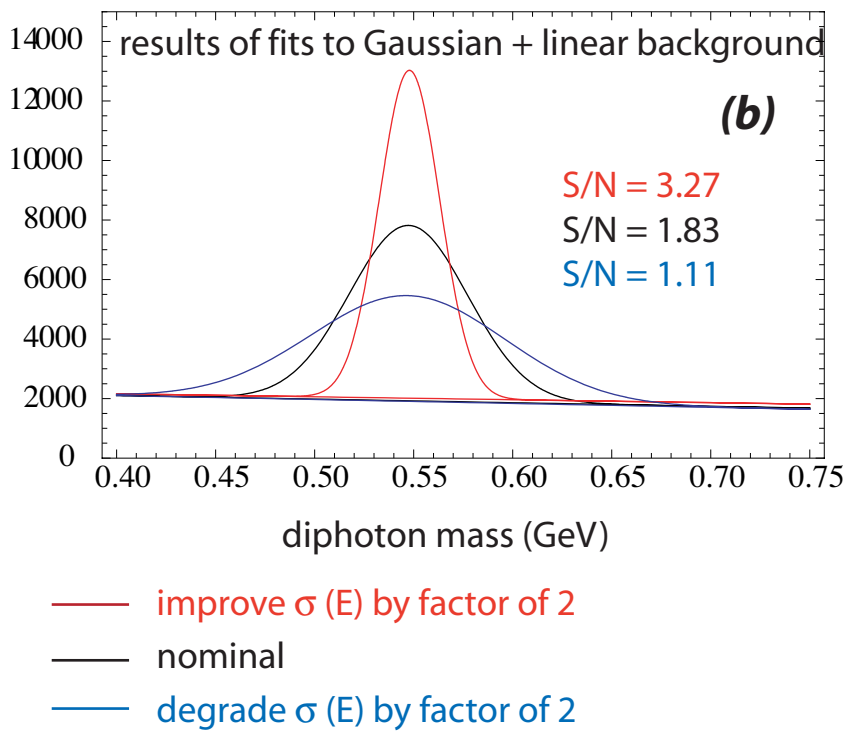 14000
results of fits to Gaussian + linear background
12000
(b)
10000
S/N = 3.27
8000
S/N = 1.83
6000
S/N = 1.11
4000
2000
0
0.40 0.45 0.50 0.55 0.60 0.65 0.70 0.75
diphoton mass (GeV)
improve σ (E) by factor of 2
nominal
degrade σ (E) by factor of 2